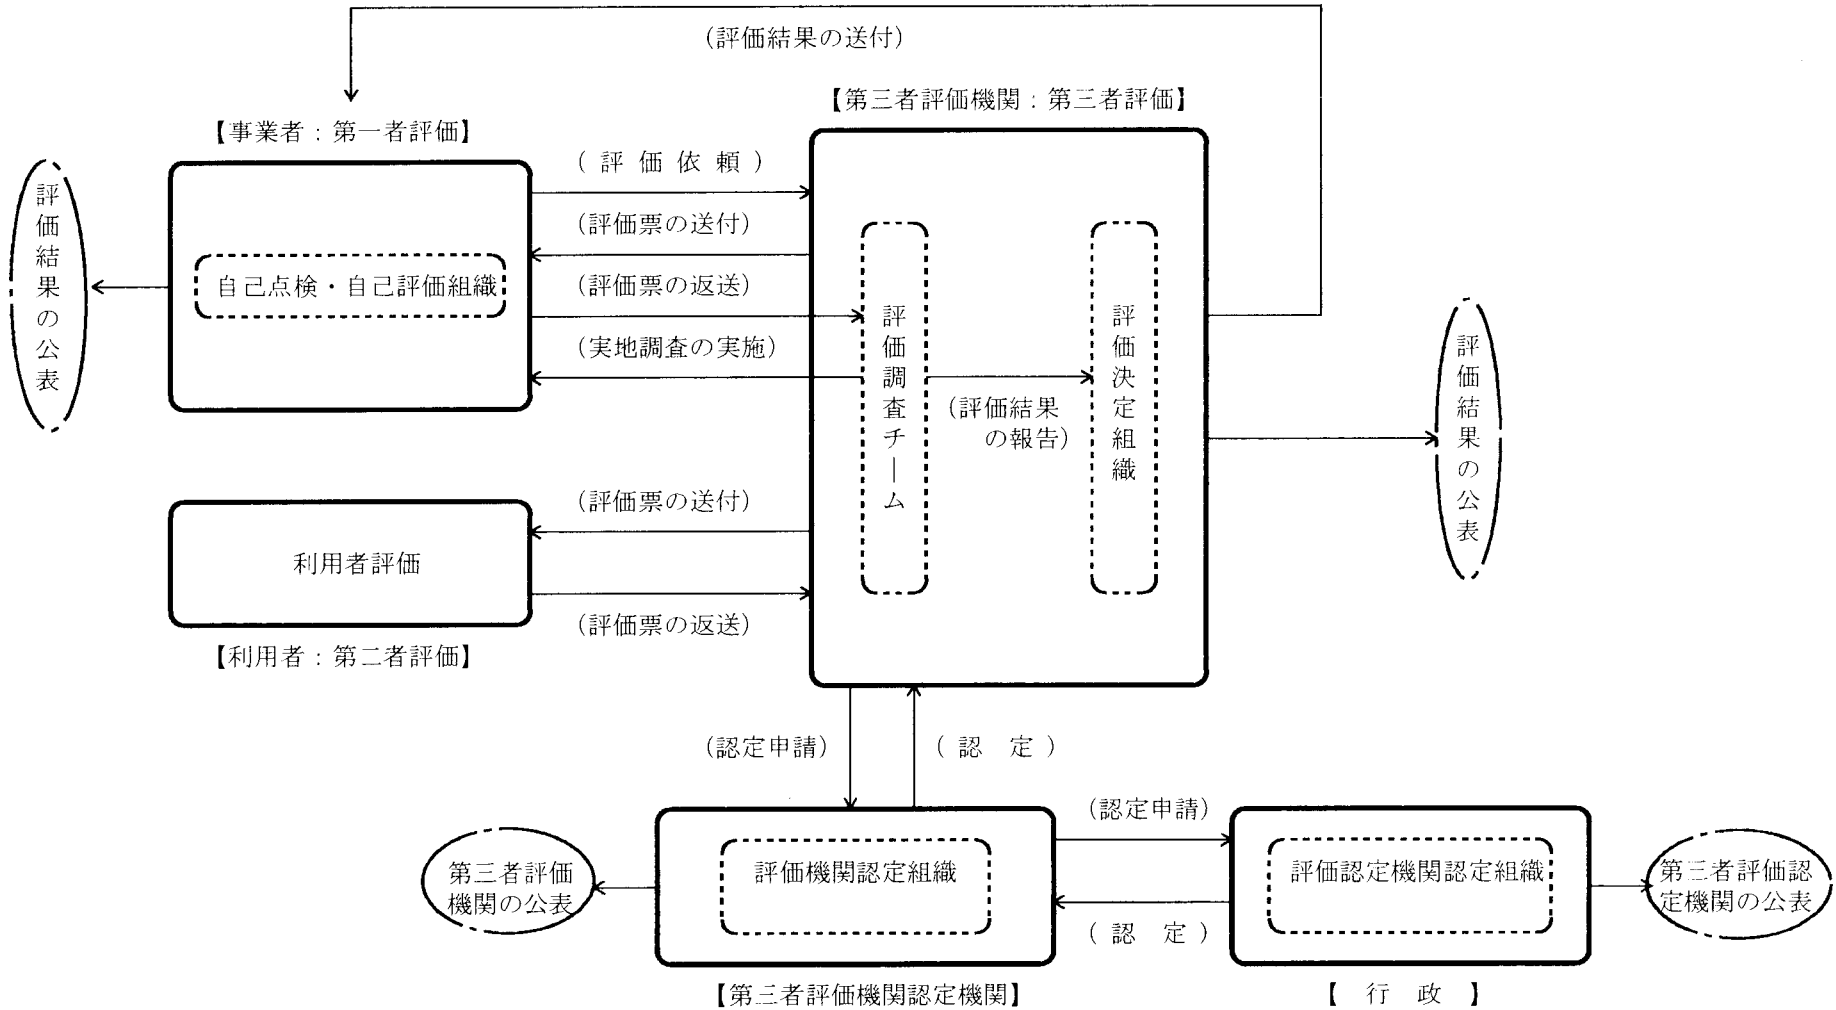 (評価結果の送付)
【第三者評価機関：第三者評価】
【事業者：第一者評価】
評価結果の公表
自己点検・自己評価組織
(評価依頼)
(評価票の送付)
(評価票の返送)
(実地調査の実施)
評価調査チーム
(評価結果
の報告)
評価決定組織
評価結果の公表
(評価票の送付)
利用者評価
(評価票の返送)
【利用者：第二者評価】
(認定申請)
(認　定)
(認定申請)
第三者評価
機関の公表
評価機関認定組織
評価認定機関認定組織
第三者評価認
定機関の公表
(認　定)
【第三者評価機関認定機関】
【　行　政　】